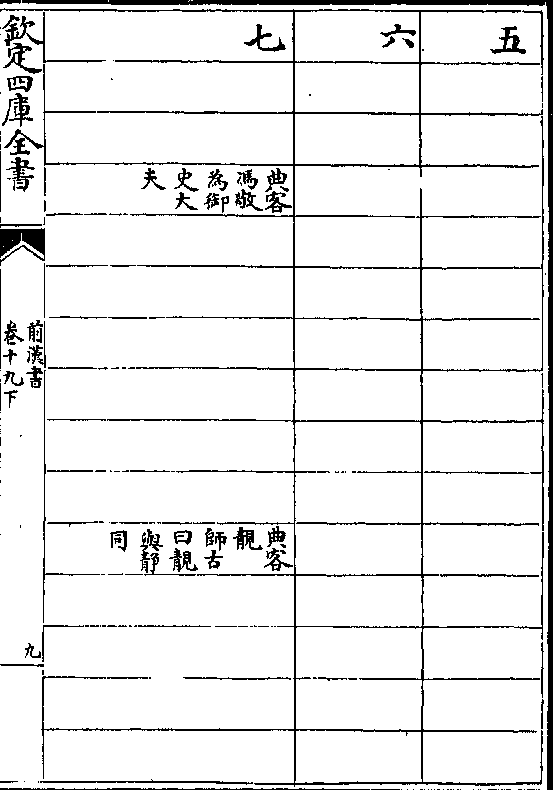 五
六
七
典客
馮敬
為御
史大
夫
典客
靚
師古
曰靚
與靜
同
欽定四庫全書
前漢書
卷十九下
九